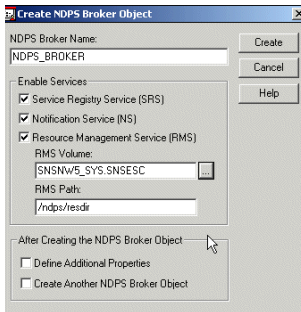 Create NDPS Broker Object
NDPS Broker Name:
NDPS_BROKER
Create
Cancel
Help
Enable Services
Service Registry Service (SRS)
Notification Service (NS)
Resource Management Service (RMS)
RMS Volume:
SNSNW5_SYS.SNSESC
...
RMS Path:
/ndps/resdir
After Creating the NDPS Broker Object
Define Additional Properties
Create Another NDPS Broker Object